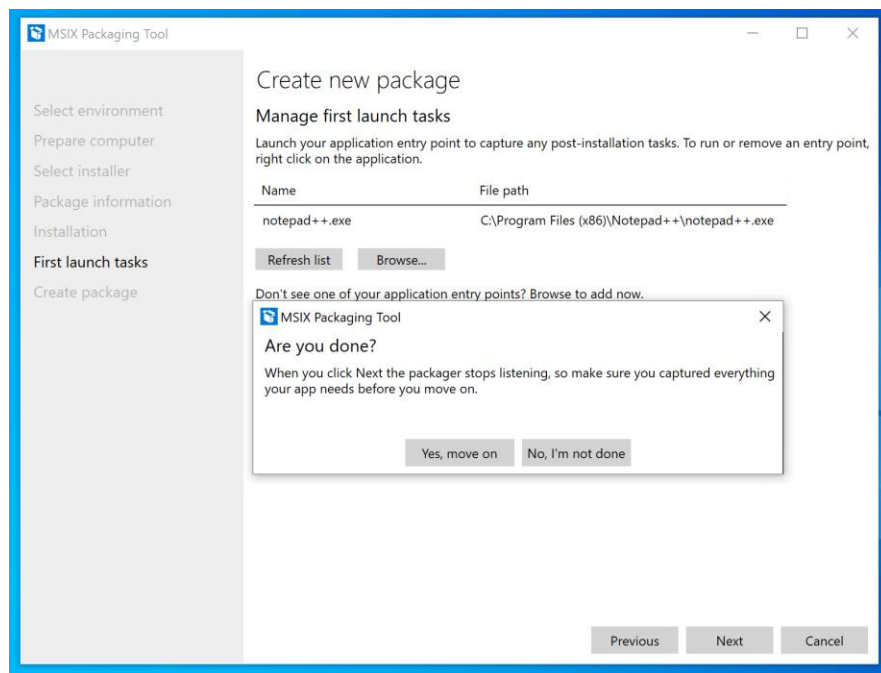 MSIX Packaging Tool
Select environment
Prepare computer
Select installer
Package information
Installation
First launch tasks
Create package
Create new package
Manage first launch tasks
Launch your application entry point to capture any post-installation tasks. To run or remove an entry point,
right click on the application.
Name File path
notepad++.exe C:\Program Files (x86)\Notepad++\notepad++.exe
Refresh list Browse...
Don't see one of your application entry points? Browse to add now.
MSIX Packaging Tool
Are you done?
When you click Next the packager stops listening, so make sure you captured everything
your app needs before you move on.
Yes, move on No, I'm not done
Previous Next Cancel